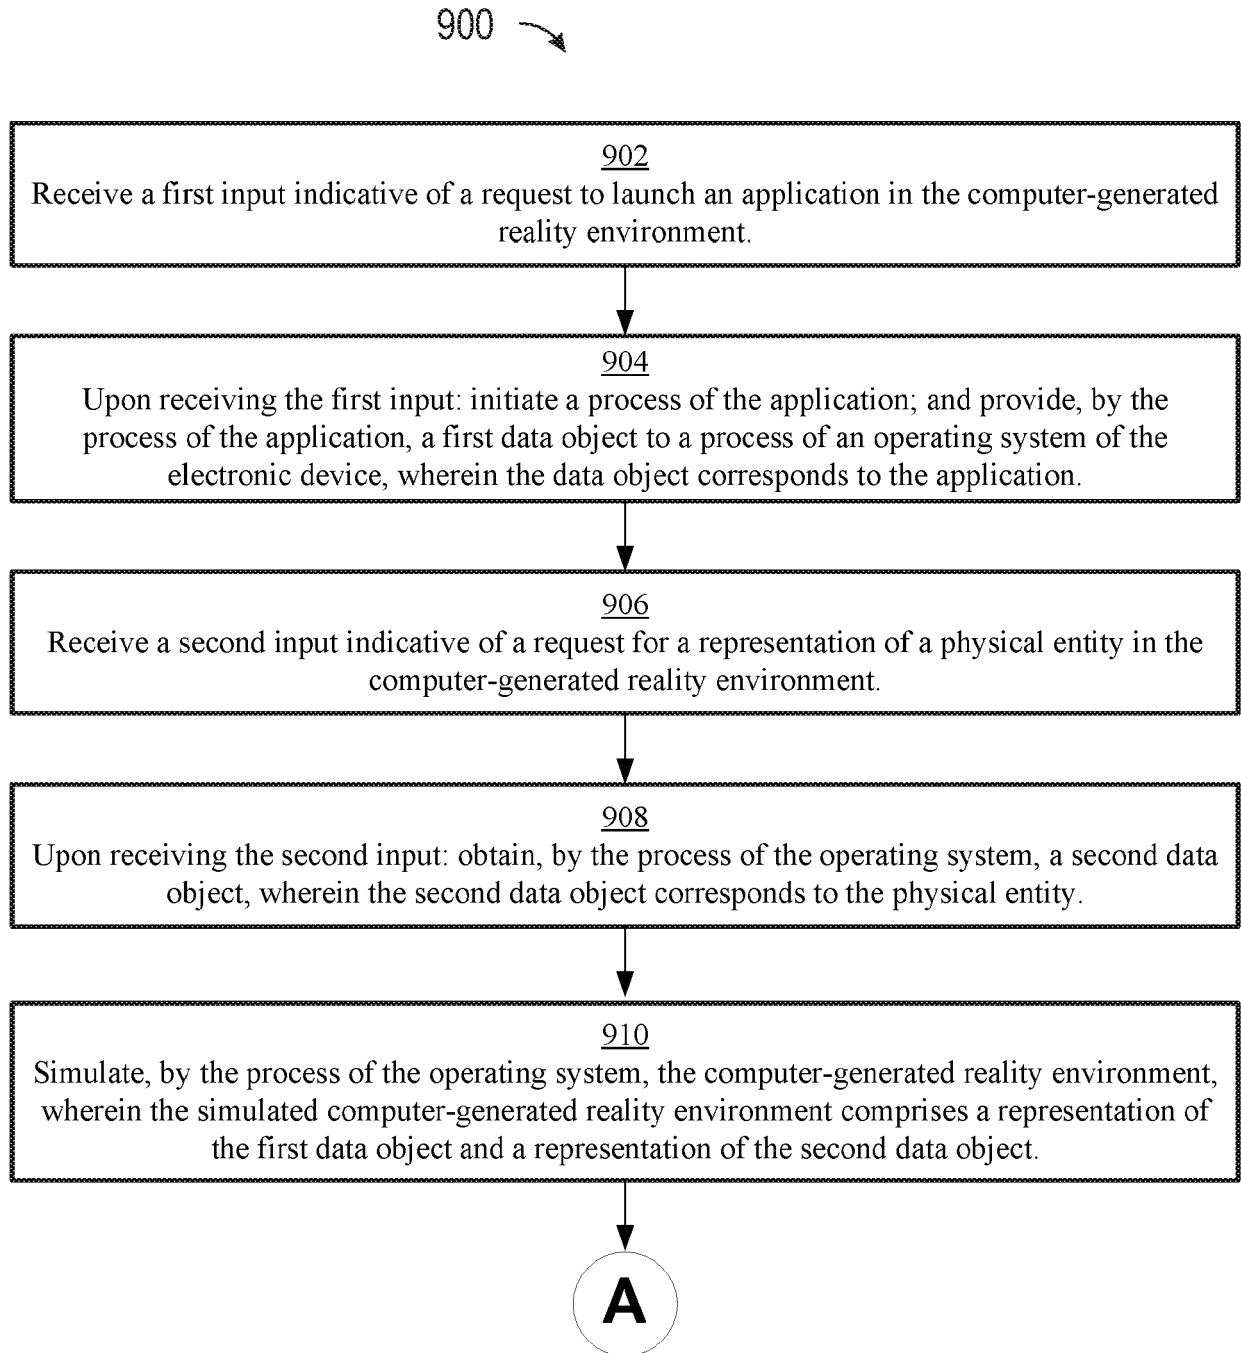 900
902
Receive a first input indicative of a request to launch an application in the computer-generated
reality environment.
904
Upon receiving the first input: initiate a process of the application; and provide, by the
process of the application, a first data object to a process of an operating system of the
electronic device, wherein the data object corresponds to the application.
906
Receive a second input indicative of a request for a representation of a physical entity in the
computer-generated reality environment.
908
Upon receiving the second input: obtain, by the process of the operating system, a second data
object, wherein the second data object corresponds to the physical entity.
910
Simulate, by the process of the operating system, the computer-generated reality environment,
wherein the simulated computer-generated reality environment comprises a representation of
the first data object and a representation of the second data object.
A